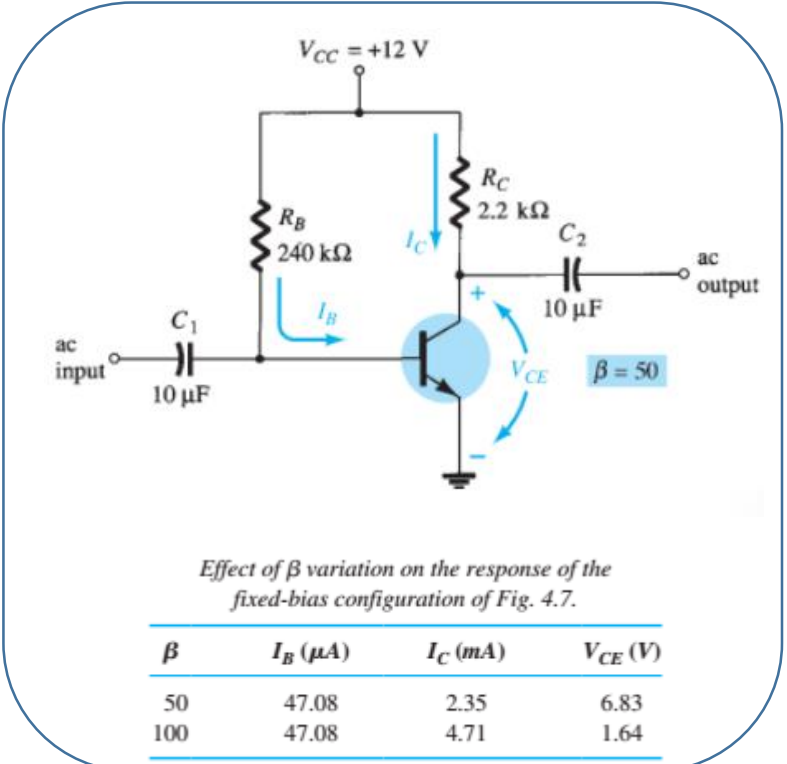 VCC = +12 V
RC
2.2 kΩ
RB
240 kΩ
IC
C2
ac
output
10 μF
IB
C1
ac
input
10 μF
+
VCE
β = 50
−
Effect of β variation on the response of the
fixed-bias configuration of Fig. 4.7.
β IB (μA) IC (mA) VCE (V)
50 47.08 2.35 6.83
100 47.08 4.71 1.64